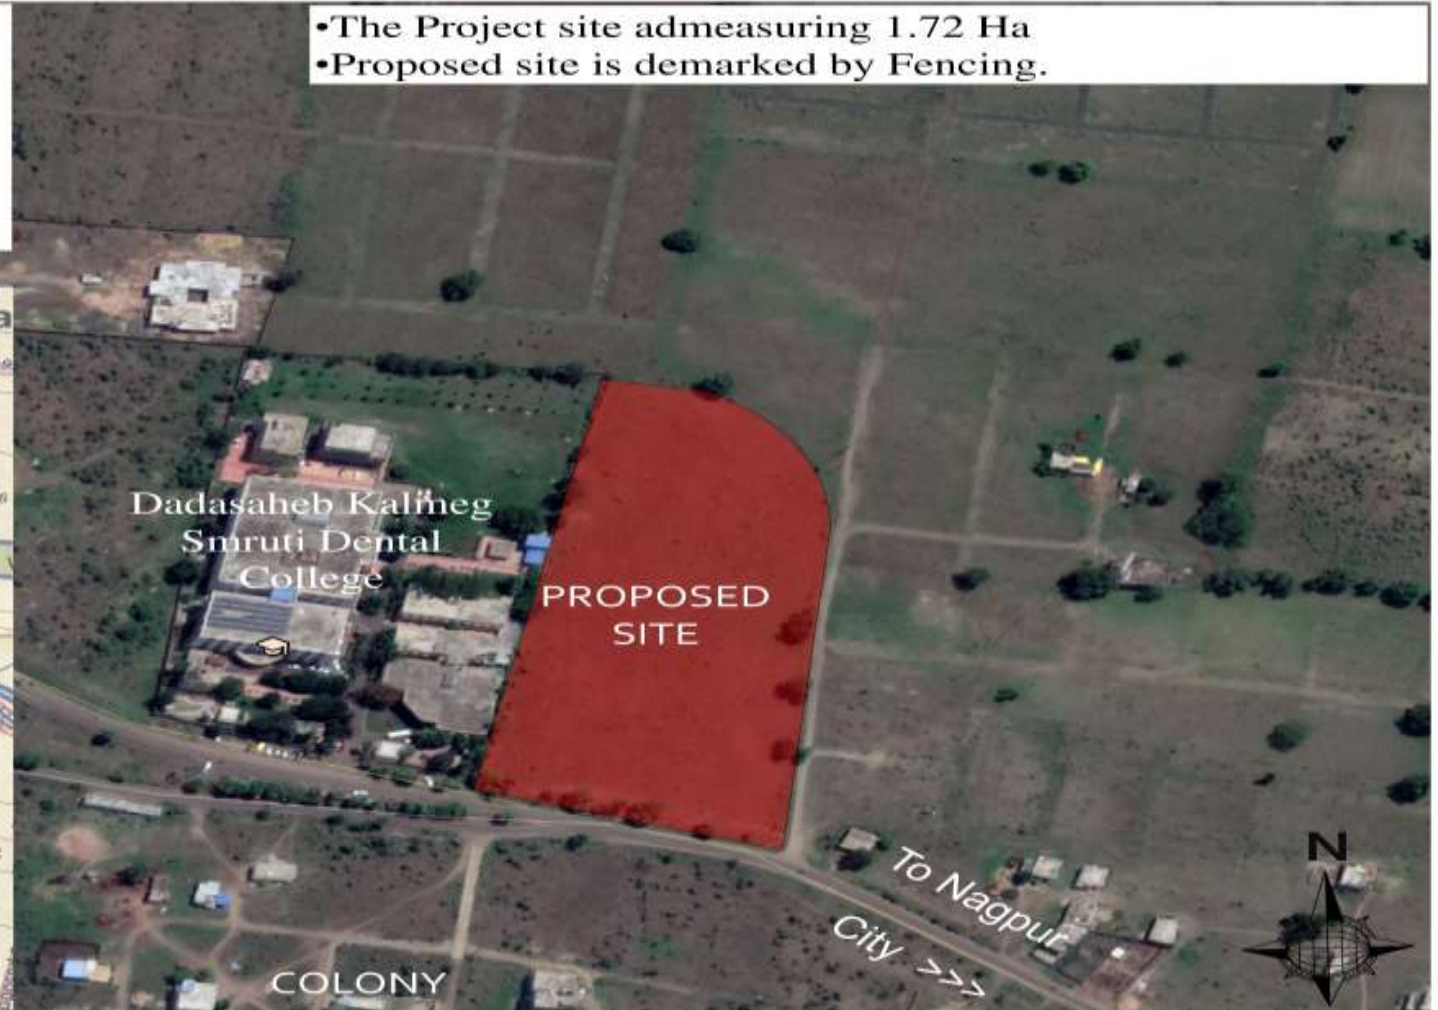 •The Project site admeasuring 1.72 Ha
•Proposed site is demarked by Fencing.
Dadasaheb Kalmeg
Smruti Dental
College
PROPOSED
SITE
N
To Nagpur
City >>>
COLONY